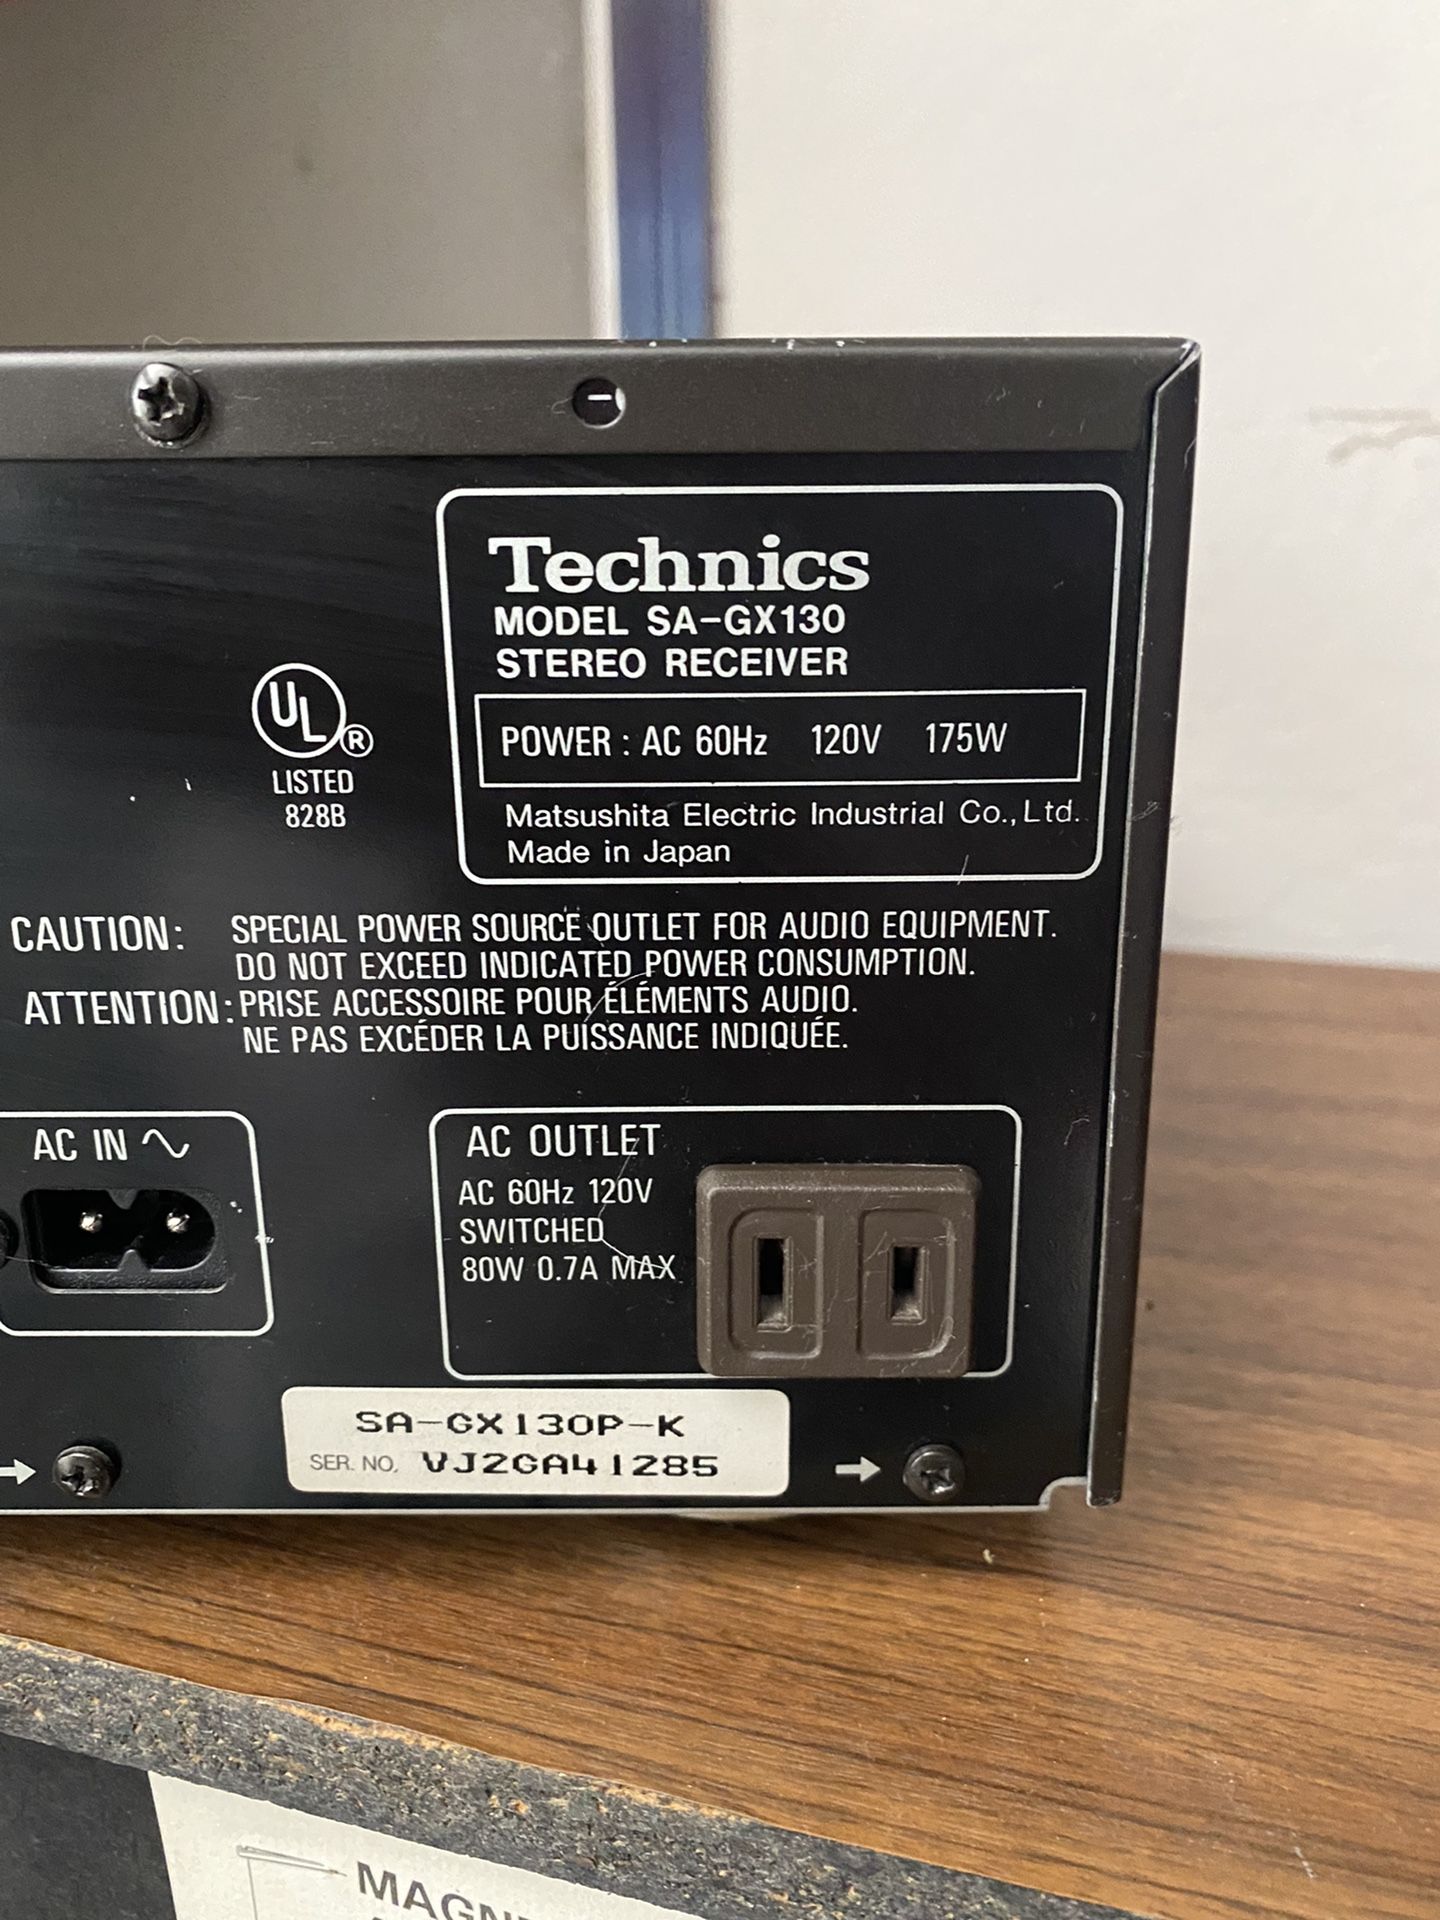 Technics
MODEL SA-GX130
STEREO RECEIVER
POWER : AC 60Hz 120V 175W
Matsushita Electric Industrial Co., Ltd.
Made in Japan
UL ®
LISTED
828B
CAUTION: SPECIAL POWER SOURCE OUTLET FOR AUDIO EQUIPMENT.
DO NOT EXCEED INDICATED POWER CONSUMPTION.
ATTENTION: PRISE ACCESSOIRE POUR ÉLÉMENTS AUDIO.
NE PAS EXCÉDER LA PUISSANCE INDIQUÉE.
AC IN ∿
AC OUTLET
AC 60Hz 120V
SWITCHED
80W 0.7A MAX
SA-GX130P-K
SER. NO. VJ2GA41285